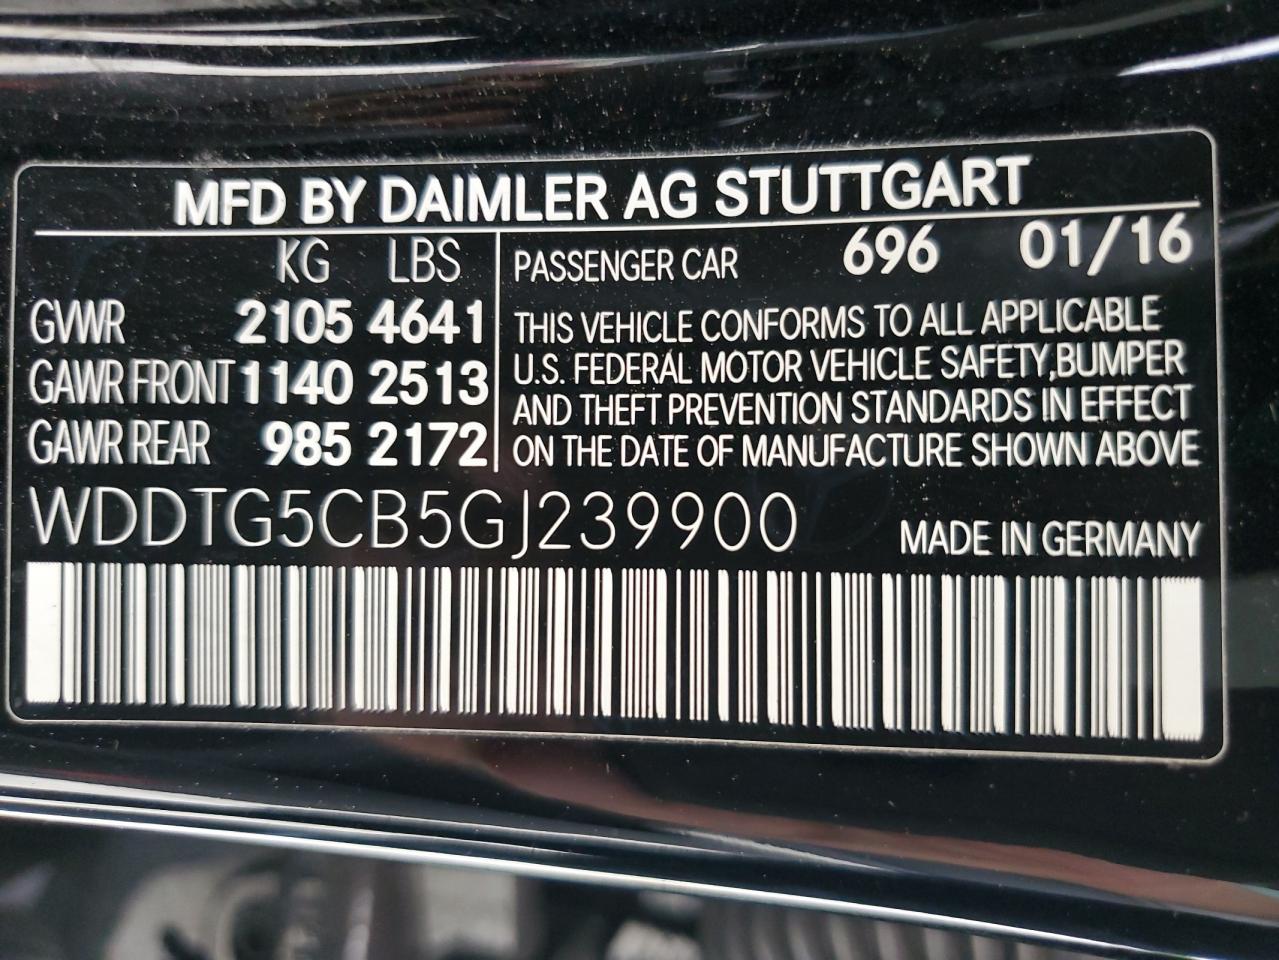 MFD BY DAIMLER AG STUTTGART
KG LBS
GVWR 2105 4641
GAWR FRONT 1140 2513
GAWR REAR 985 2172
PASSENGER CAR 696 01/16
THIS VEHICLE CONFORMS TO ALL APPLICABLE
U.S. FEDERAL MOTOR VEHICLE SAFETY,BUMPER
AND THEFT PREVENTION STANDARDS IN EFFECT
ON THE DATE OF MANUFACTURE SHOWN ABOVE
WDDTG5CB5GJ239900 MADE IN GERMANY